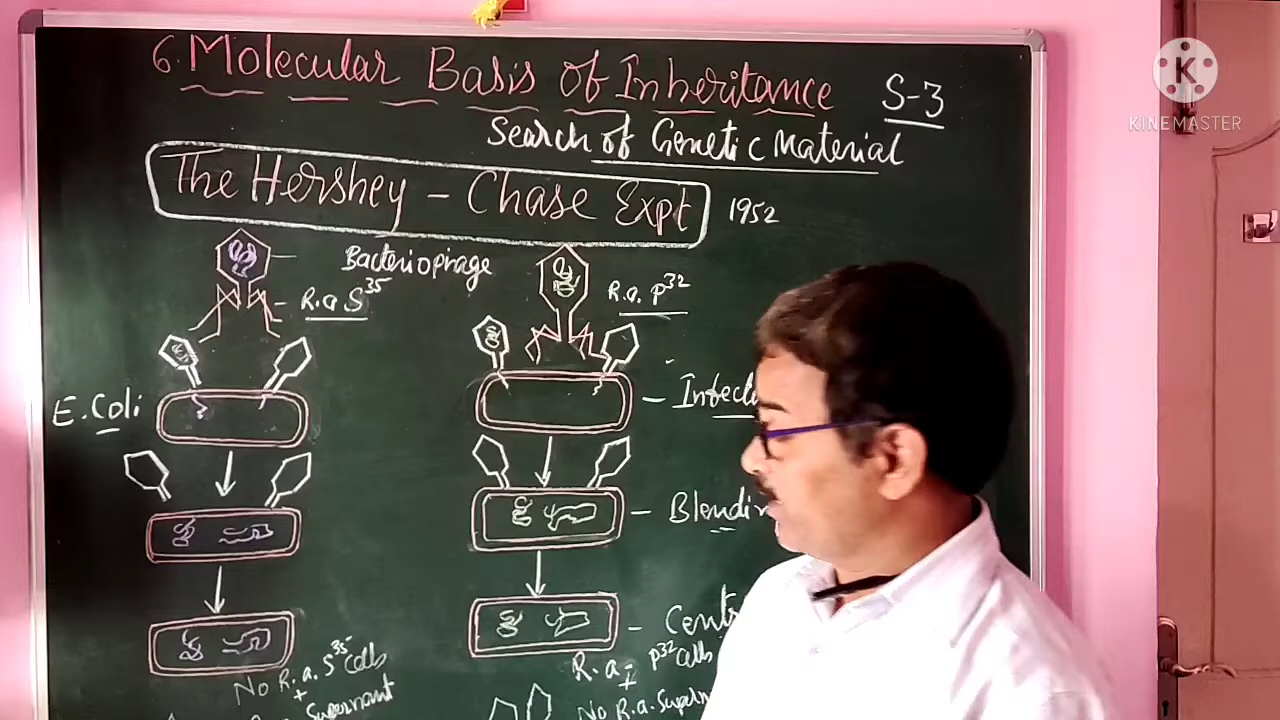 6. Molecular Basis of Inheritance S-3
Search of Genetic Material
The Hershey - Chase Expt 1952
Bacteriophage
R.a S35
R.a. P32
E. Coli
Infect
Blendin
Centr
No R.a. S35 Cells
+
Supernant
R.a- P32 Cells
+
No R.a. Supern
K
KINEMASTER